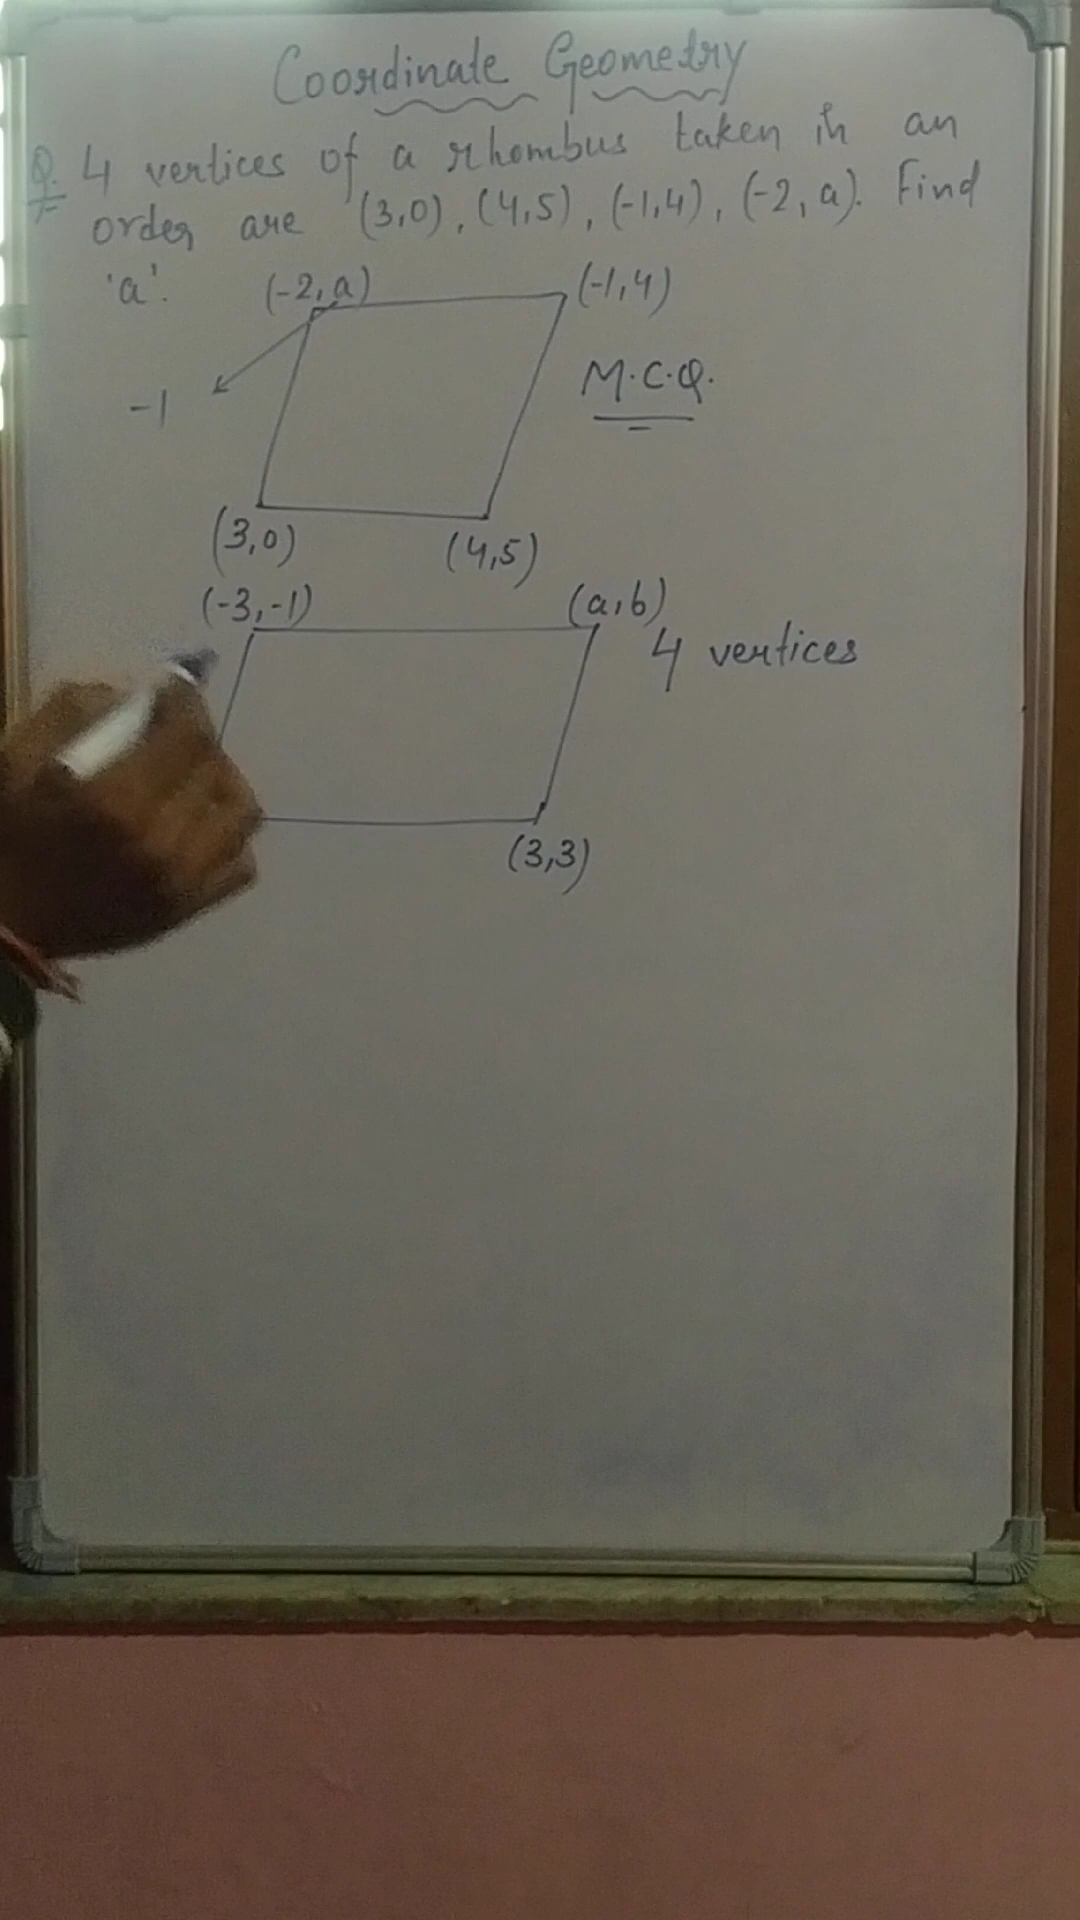 Coordinate Geometry
Q. 4 vertices of a rhombus taken in an
order are (3,0), (4,5), (-1,4), (-2, a). Find
'a'.
(-2, a)
(-1,4)
-1
M.C.Q.
(3,0)
(4,5)
(-3,-1)
(a,b)
4 vertices
(3,3)